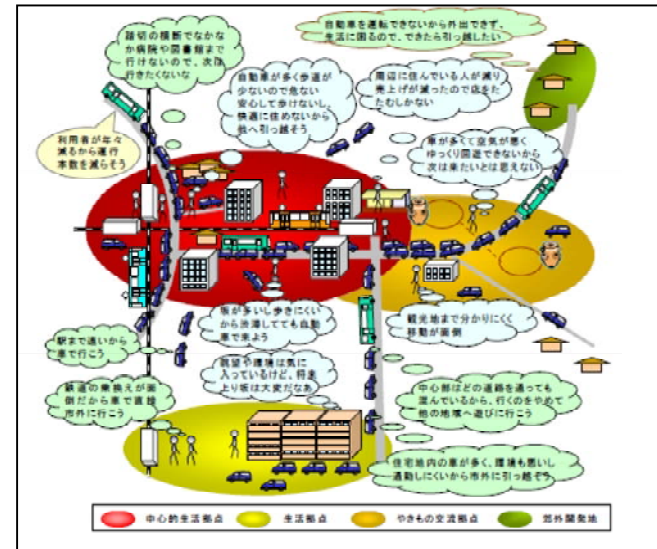 自動車を運転できないから外出できず、
生活に困るので、できたら引っ越したい
踏切の横断でなかな
か病院や図書館まで
行けないので、次は
行きたくないな
自動車が多く歩道が
少ないので危ない
安心して歩けないし、
快適に住めないから
他へ引っ越そう
周辺に住んでいる人が減り
売上げが減ったので店をた
たむしかない
利用者が年々
減るから運行
本数を減らそう
車が多くて空気が悪く
ゆっくり回遊できないから
次は来たいとは思えない
坂が多いし歩きにくい
から渋滞してても自動
車で来よう
観光地まで分かりにくく
移動が面倒
駅まで遠いから
車で行こう
眺望や環境は気に
入っているけど、将来
上り坂は大変だなあ
鉄道の乗換えが面
倒だから車で直接
市外に行こう
中心部はどの道路を通っても
混んでいるから、行くのをやめて
他の地域へ遊びに行こう
住宅地内の車が多く、環境も悪いし
通勤しにくいから市外に引っ越そう
中心的生活拠点
生活拠点
やきもの交流拠点
郊外開発地